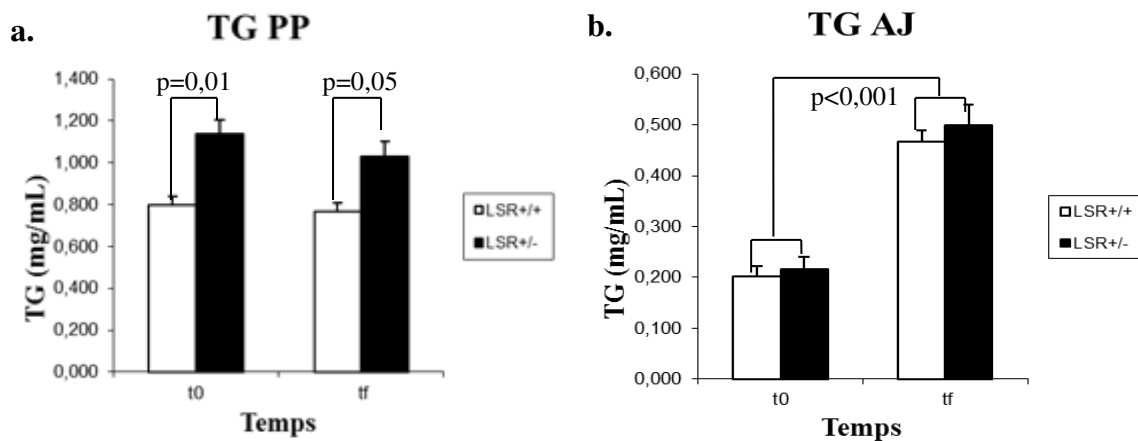 a.
TG PP
1,400
1,200
1,000
0,800
0,600
0,400
0,200
0,000
TG (mg/mL)
p=0,01
p=0,05
t0
tf
Temps
LSR+/+
LSR+/-
b.
TG AJ
0,600
0,500
0,400
0,300
0,200
0,100
0,000
TG (mg/mL)
p<0,001
t0
tf
Temps
LSR+/+
LSR+/-